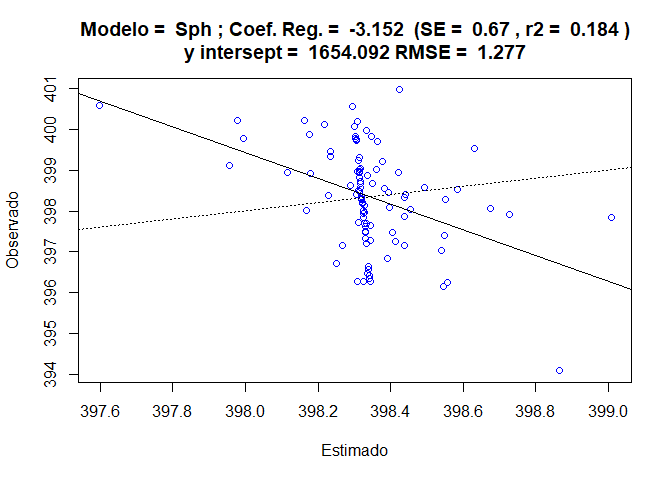 Modelo = Sph ; Coef. Reg. = -3.152 (SE = 0.67 , r2 = 0.184 )
y intersept = 1654.092 RMSE = 1.277
401
400
399
398
397
396
395
394
Observado
397.6 397.8 398.0 398.2 398.4 398.6 398.8 399.0
Estimado